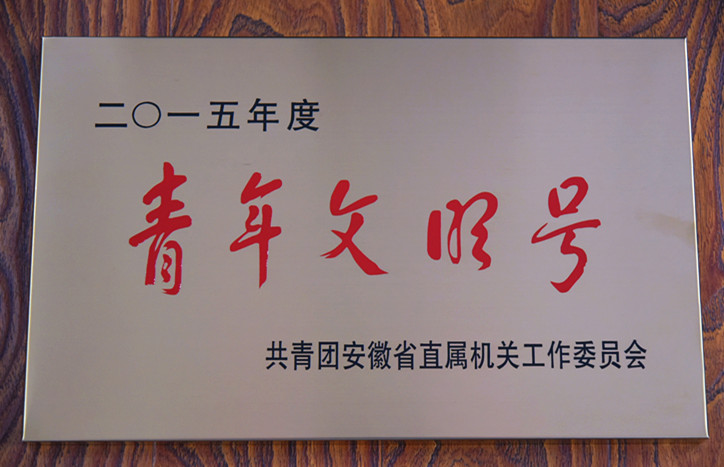 二〇一五年度
青年文明号
共青团安徽省直属机关工作委员会